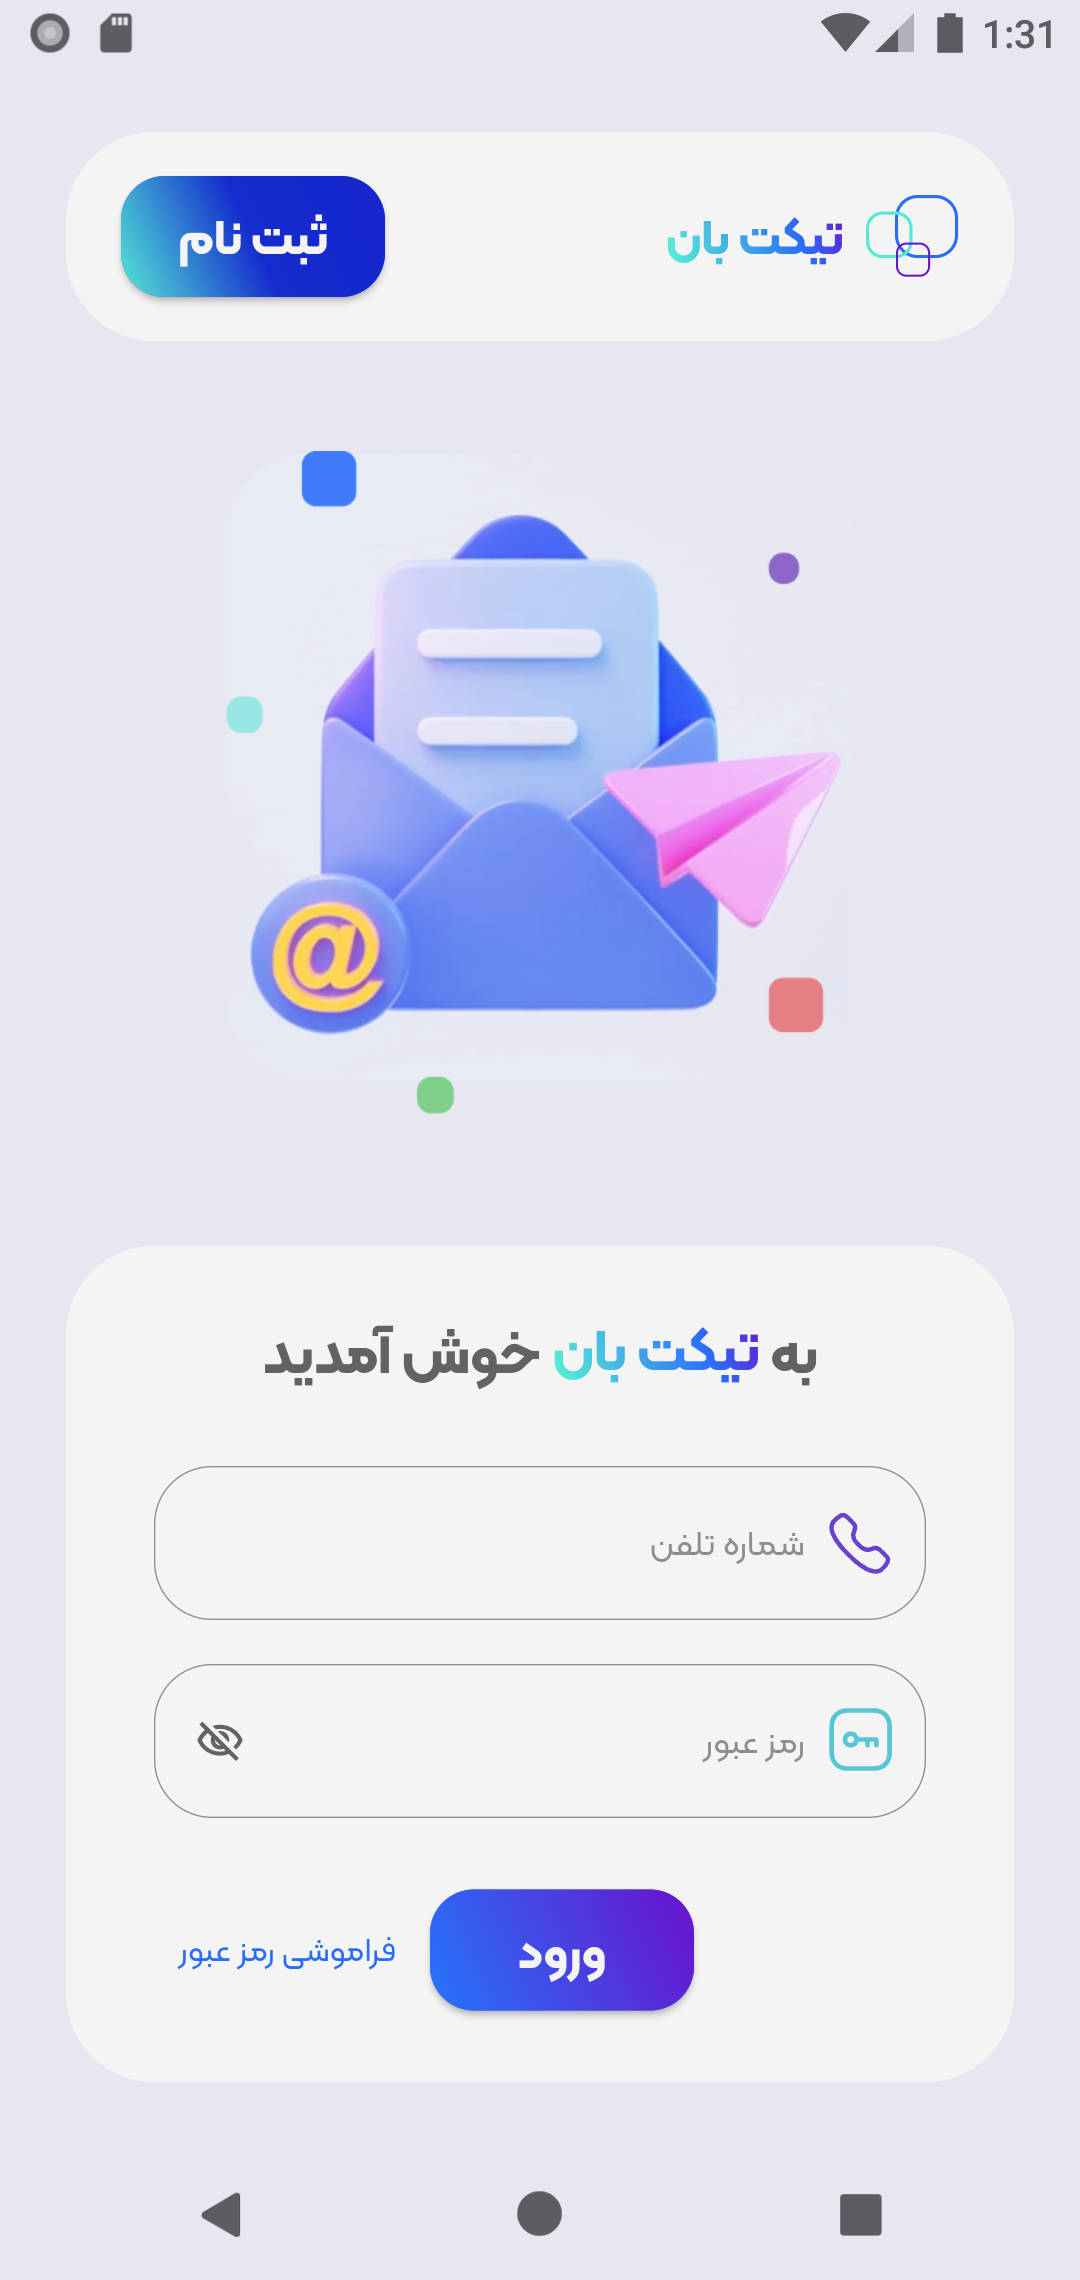 1:31
تیکت بان
ثبت نام
@
به تیکت بان خوش آمدید
شماره تلفن
رمز عبور
ورود
فراموشی رمز عبور